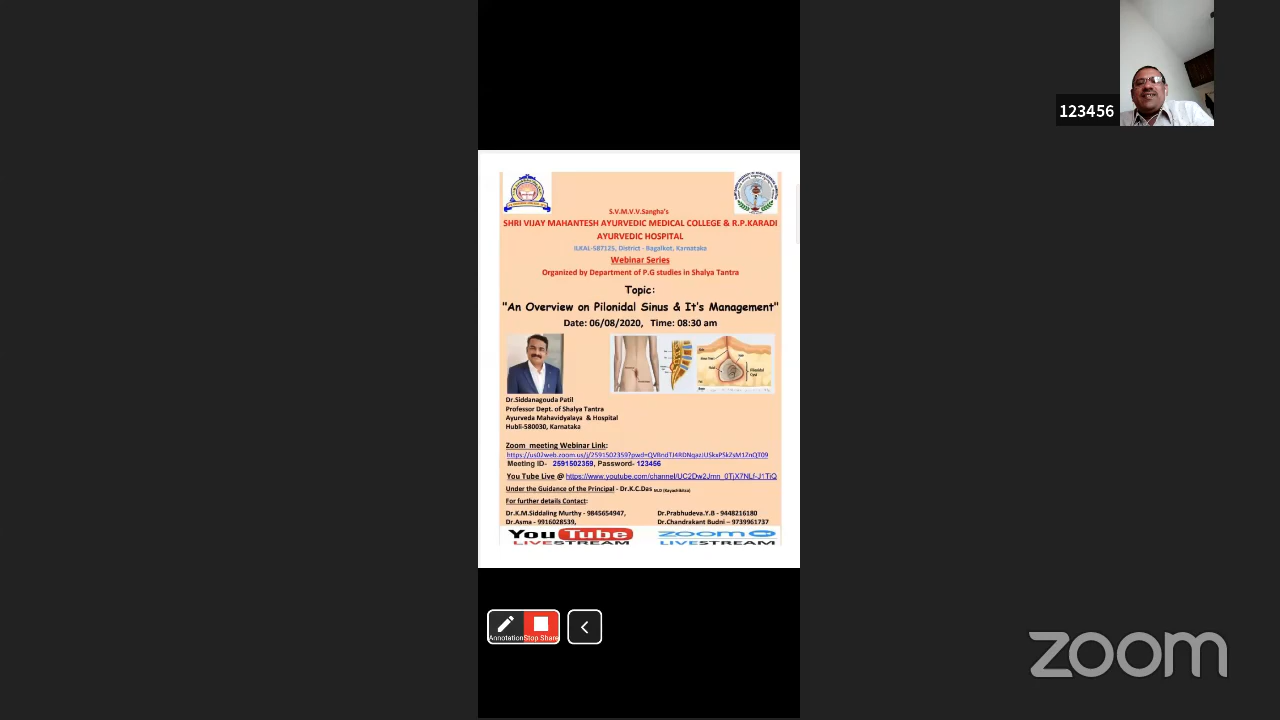 123456
S.V.M.V.V.Sangha's
SHRI VIJAY MAHANTESH AYURVEDIC MEDICAL COLLEGE & R.P.KARADI
AYURVEDIC HOSPITAL
ILKAL-587125, District - Bagalkot, Karnataka
Webinar Series
Organized by Department of P.G studies in Shalya Tantra
Topic:
"An Overview on Pilonidal Sinus & It's Management"
Date: 06/08/2020, Time: 08:30 am
Dr.Siddanagouda Patil
Professor Dept. of Shalya Tantra
Ayurveda Mahavidyalaya & Hospital
Hubli-580030, Karnataka
Zoom meeting Webinar Link:
Meeting ID- 2591502359, Password- 123456
You Tube Live @
Under the Guidance of the Principal - Dr.K.C.Das M.D (Kayachikitsa)
For further details Contact:
Dr.K.M.Siddaling Murthy - 9845654947, Dr.Prabhudeva.Y.B - 9448216180
Dr.Asma - 9916028539, Dr.Chandrakant Budni – 9739961737
YouTube zoom
LIVESTREAM LIVESTREAM
Annotation Stop Share
zoom